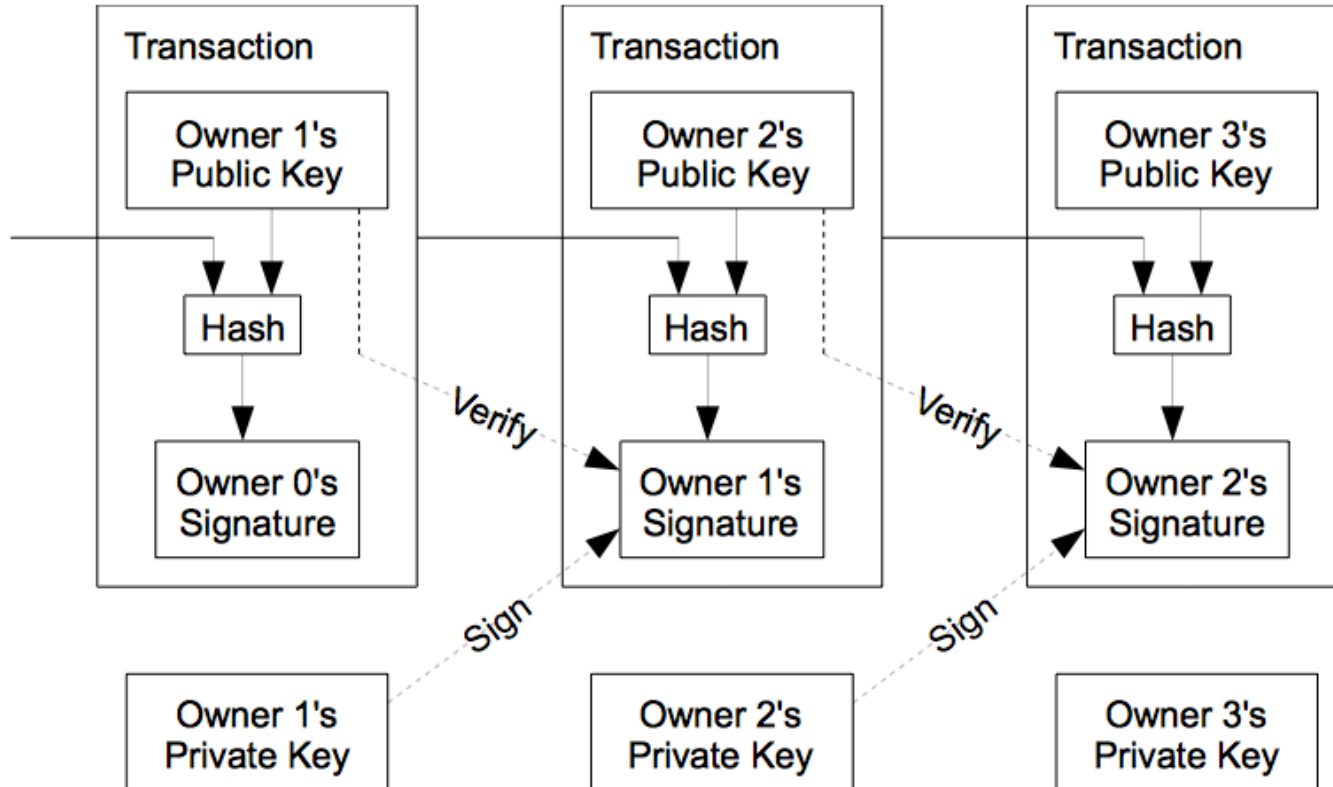 Transaction
Transaction
Transaction
Owner 1's
Public Key
Owner 2's
Public Key
Owner 3's
Public Key
Hash
Hash
Hash
Verify
Verify
Owner 0's
Signature
Owner 1's
Signature
Owner 2's
Signature
Sign
Sign
Owner 1's
Private Key
Owner 2's
Private Key
Owner 3's
Private Key